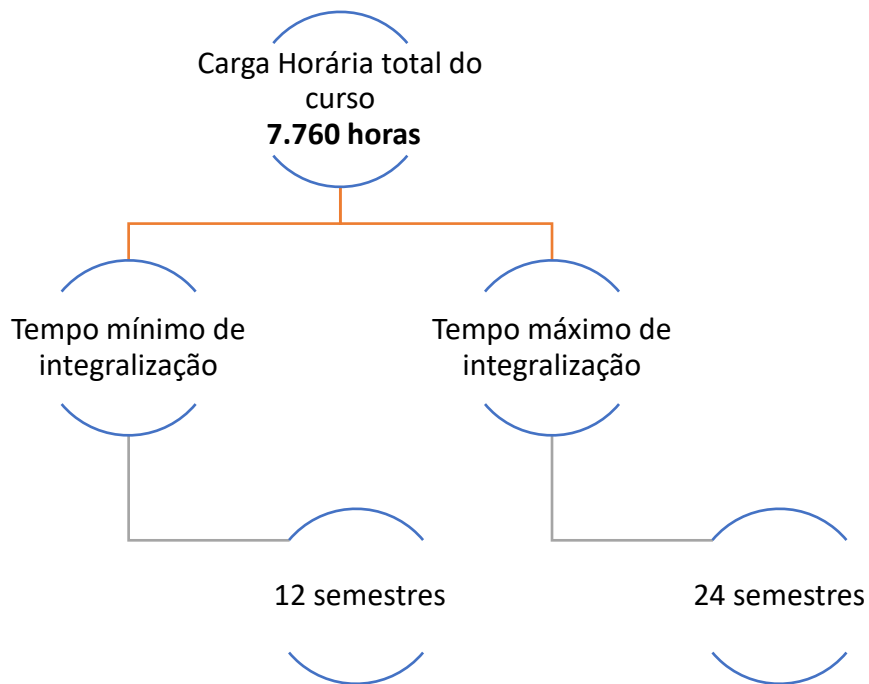 Carga Horária total do
curso
7.760 horas
Tempo mínimo de
integralização
Tempo máximo de
integralização
12 semestres
24 semestres